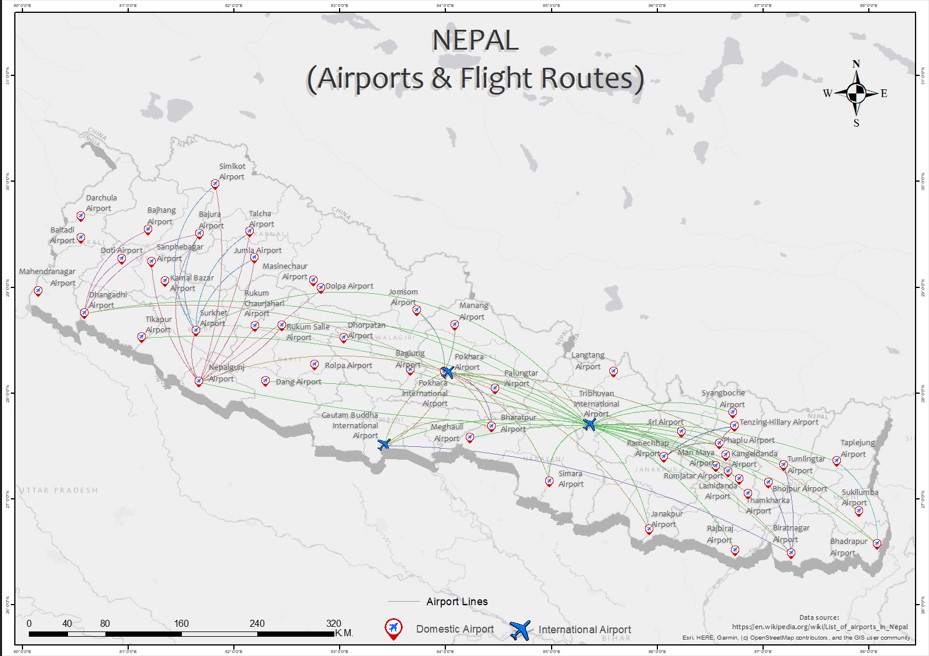 NEPAL
(Airports & Flight Routes)
N
W
E
S
CHINA
NEPAL
CHINA
Simikot
Airport
Darchula
Airport
Bajhang
Airport
Bajura
Airport
Talcha
Airport
Baitadi
Airport
Doti Airport
Sanphebagar
Airport
Jumla Airport
Masinechaur
Airport
Mahendranagar
Airport
Kamal Bazar
Airport
Dolpa Airport
Dhangadhi
Airport
Rukum
Chaurjahari
Airport
Jomsom
Airport
Manang
Airport
Tikapur
Airport
Surkhet
Airport
Rukum Salle
Airport
Dhorpatan
Airport
Nepalgunj
Airport
Dang Airport
Rolpa Airport
Baglung
Airport
Pokhara
Airport
Pokhara
International
Airport
Palungtar
Airport
Langtang
Airport
Tribhuvan
International
Airport
Syangboche
Airport
Gautam Buddha
International
Airport
Meghauli
Airport
Bharatpur
Airport
Jiri Airport
Tenzing-Hillary Airport
NEPAL
Ramechhap
Airport
Phaplu Airport
Man Maya
Airport
Kangeldanda
Airport
Tumlingtar
Airport
Taplejung
Airport
Rumjatar Airport
Lamidanda
Airport
Bhojpur Airport
Thamkharka
Airport
Sukilumba
Airport
Simara
Airport
Janakpur
Airport
Rajbiraj
Airport
Biratnagar
Airport
Bhadrapur
Airport
UTTAR PRADESH
BIHAR
Airport Lines
0 40 80 160 240 320
K.M.
Domestic Airport
International Airport
Data source:
https://en.wikipedia.org/wiki/List_of_airports_in_Nepal
Esri, HERE, Garmin, (c) OpenStreetMap contributors, and the GIS user community